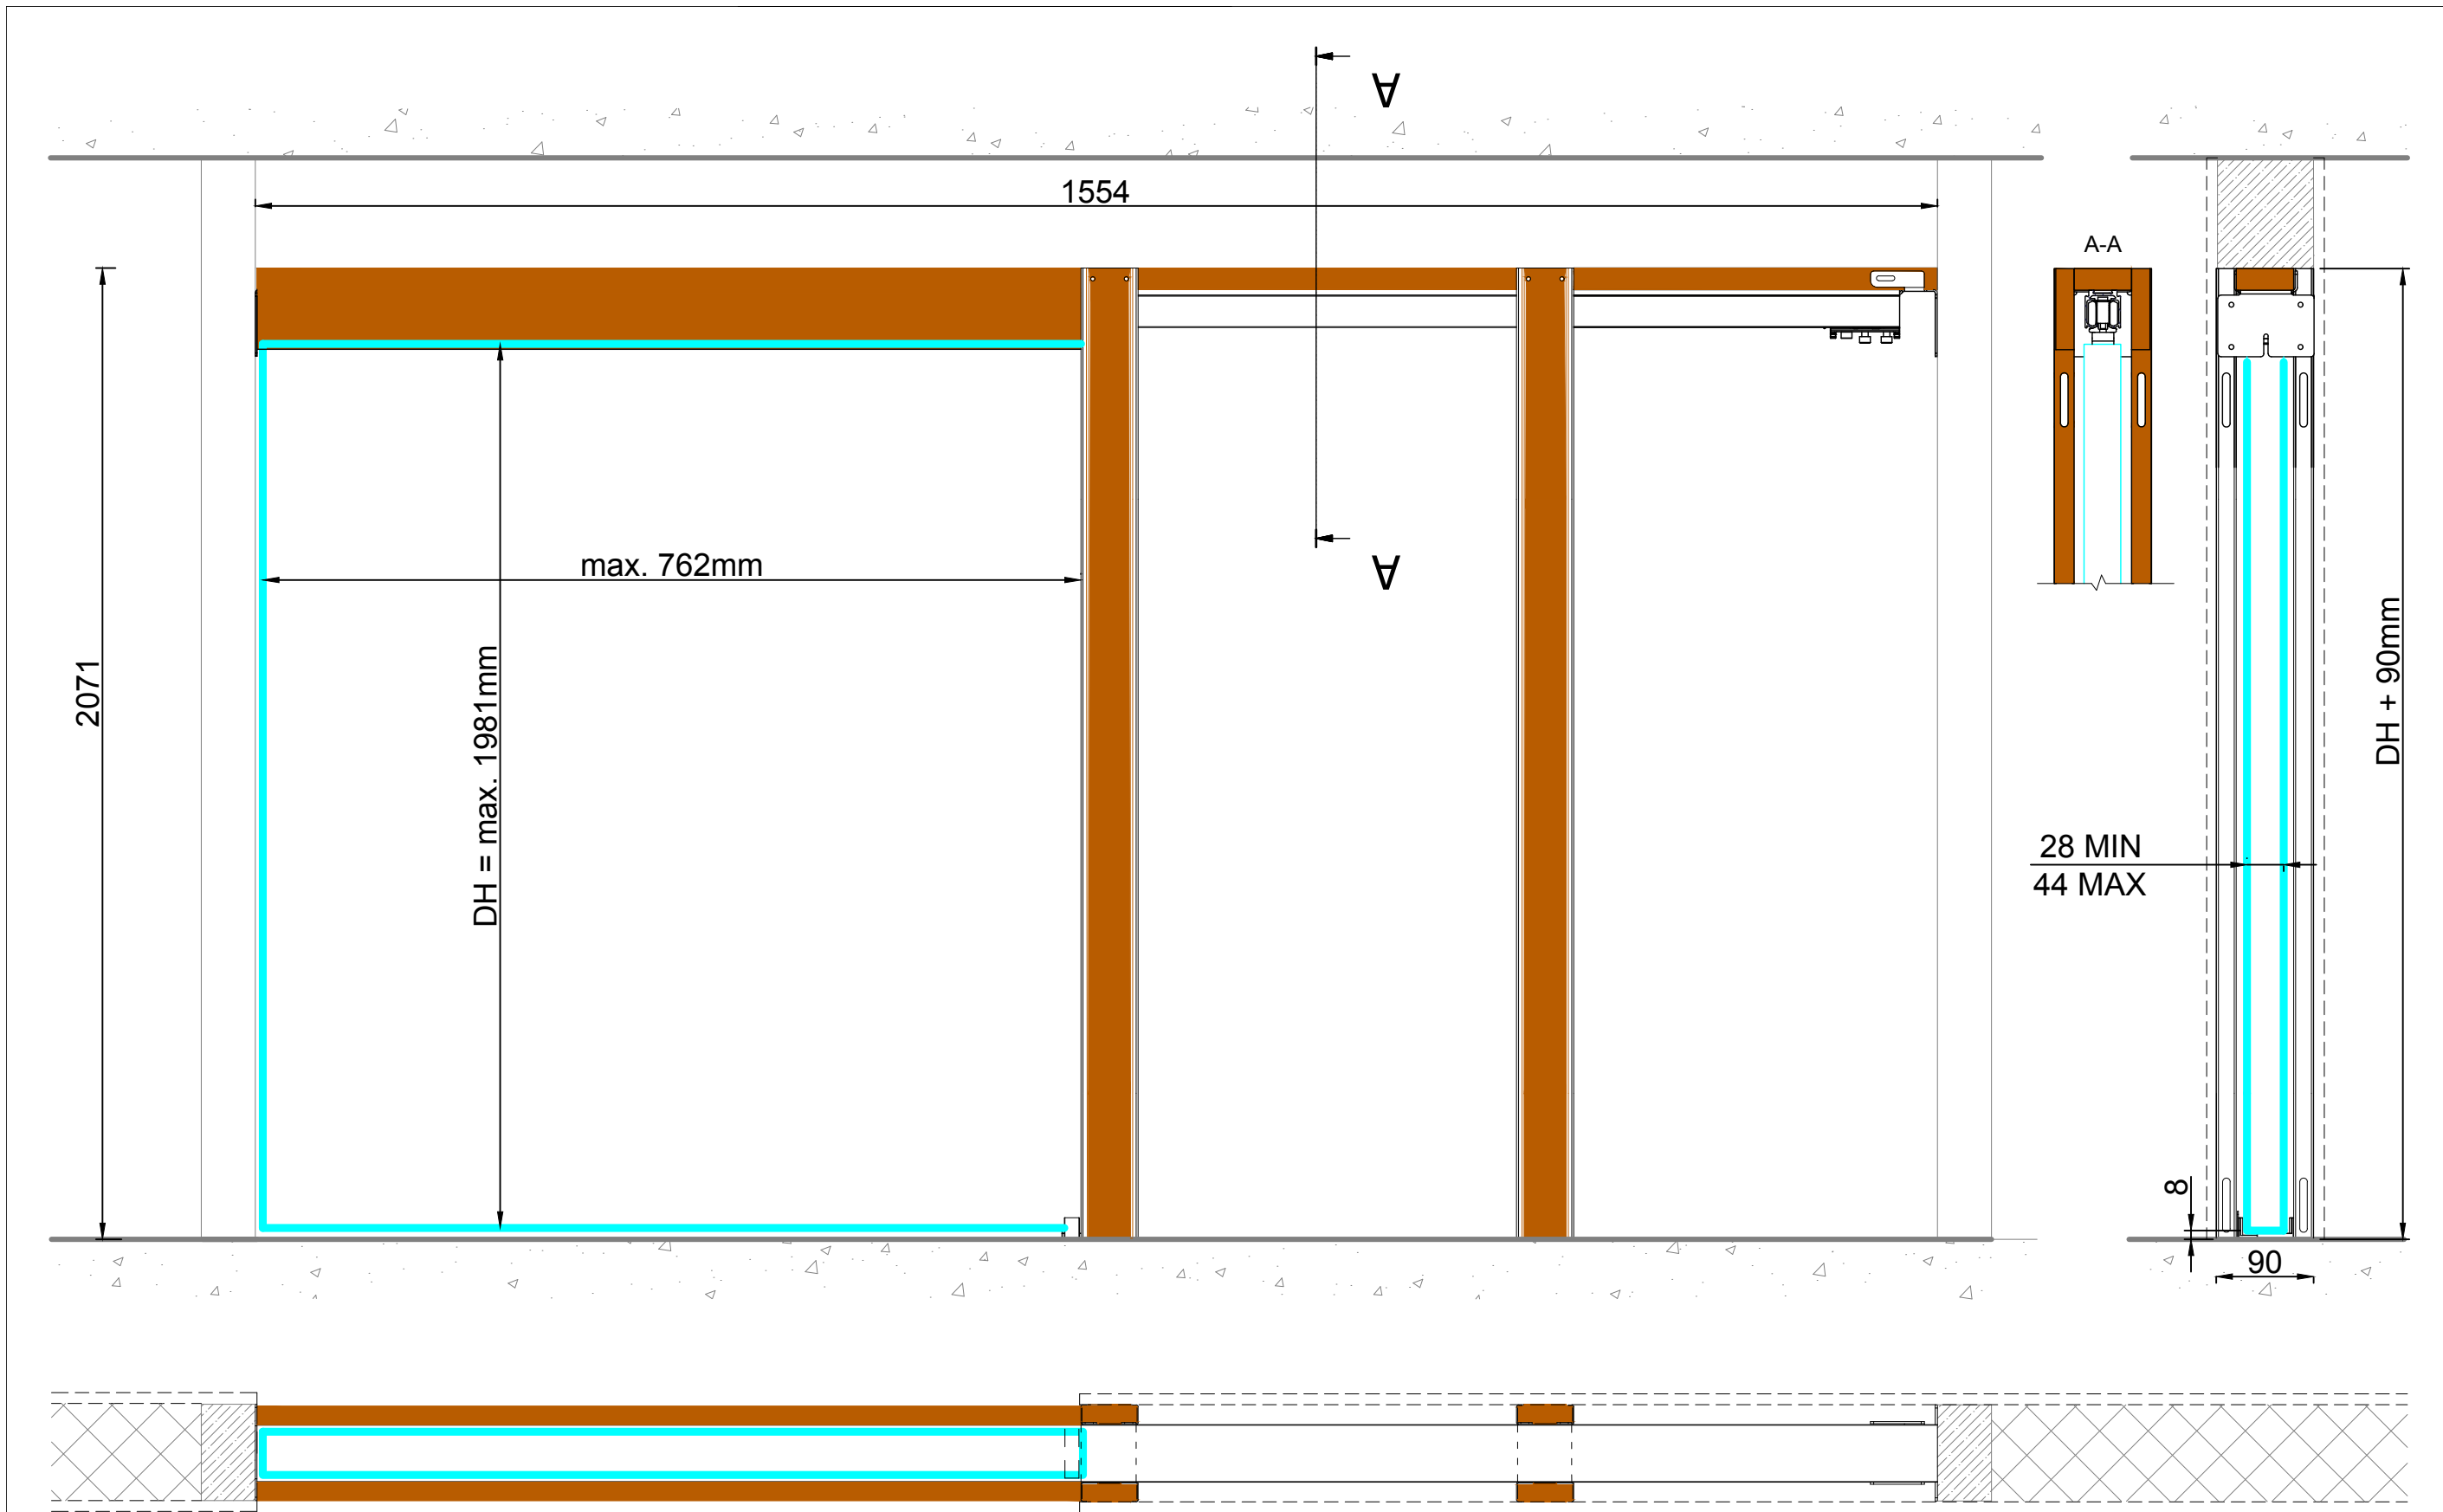 A
1554
A-A
A
max. 762mm
2071
DH = max. 1981mm
DH + 90mm
28 MIN
44 MAX
8
90